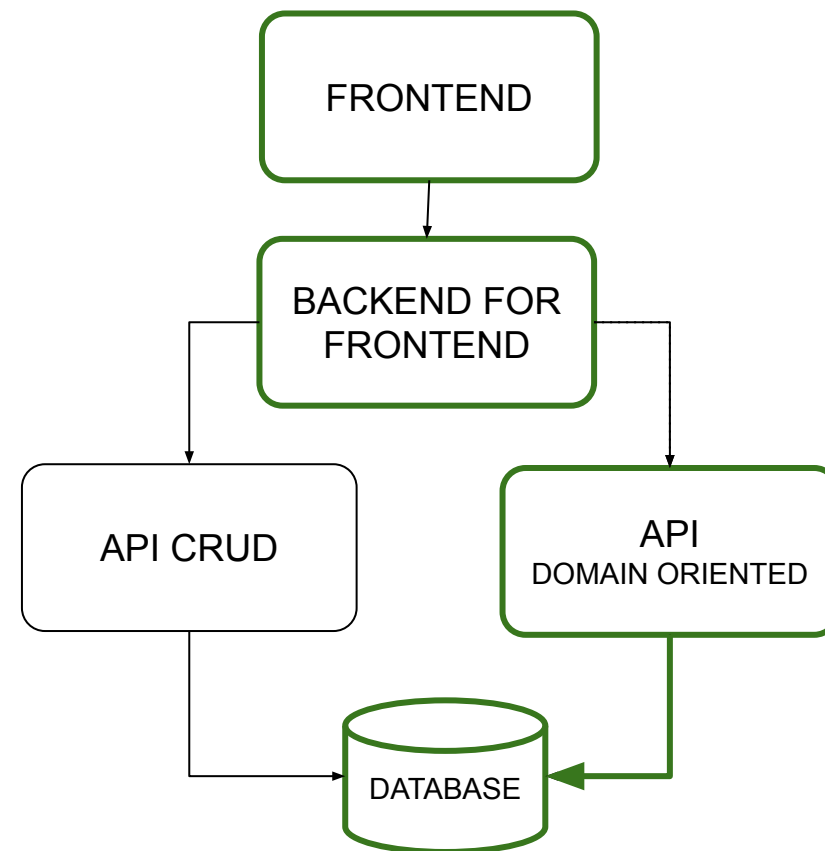 FRONTEND
BACKEND FOR
FRONTEND
API CRUD
API
DOMAIN ORIENTED
DATABASE